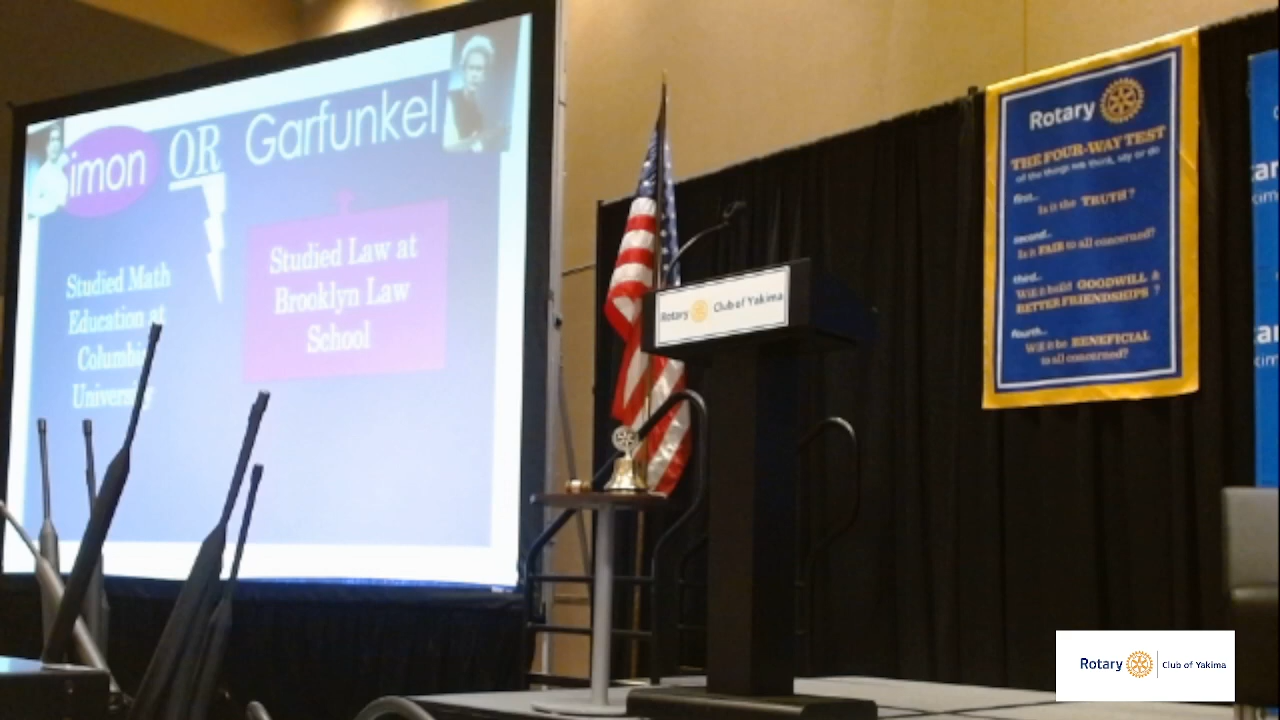 imon OR Garfunkel
Studied Math
Education at
Columbia
University
Studied Law at
Brooklyn Law
School
Rotary Club of Yakima
Rotary
THE FOUR-WAY TEST
of the things we think, say or do
first...
Is it the TRUTH?
second...
Is it FAIR to all concerned?
third...
Will it build GOODWILL &
BETTER FRIENDSHIPS?
fourth...
Will it be BENEFICIAL
to all concerned?
Rotary Club of Yakima